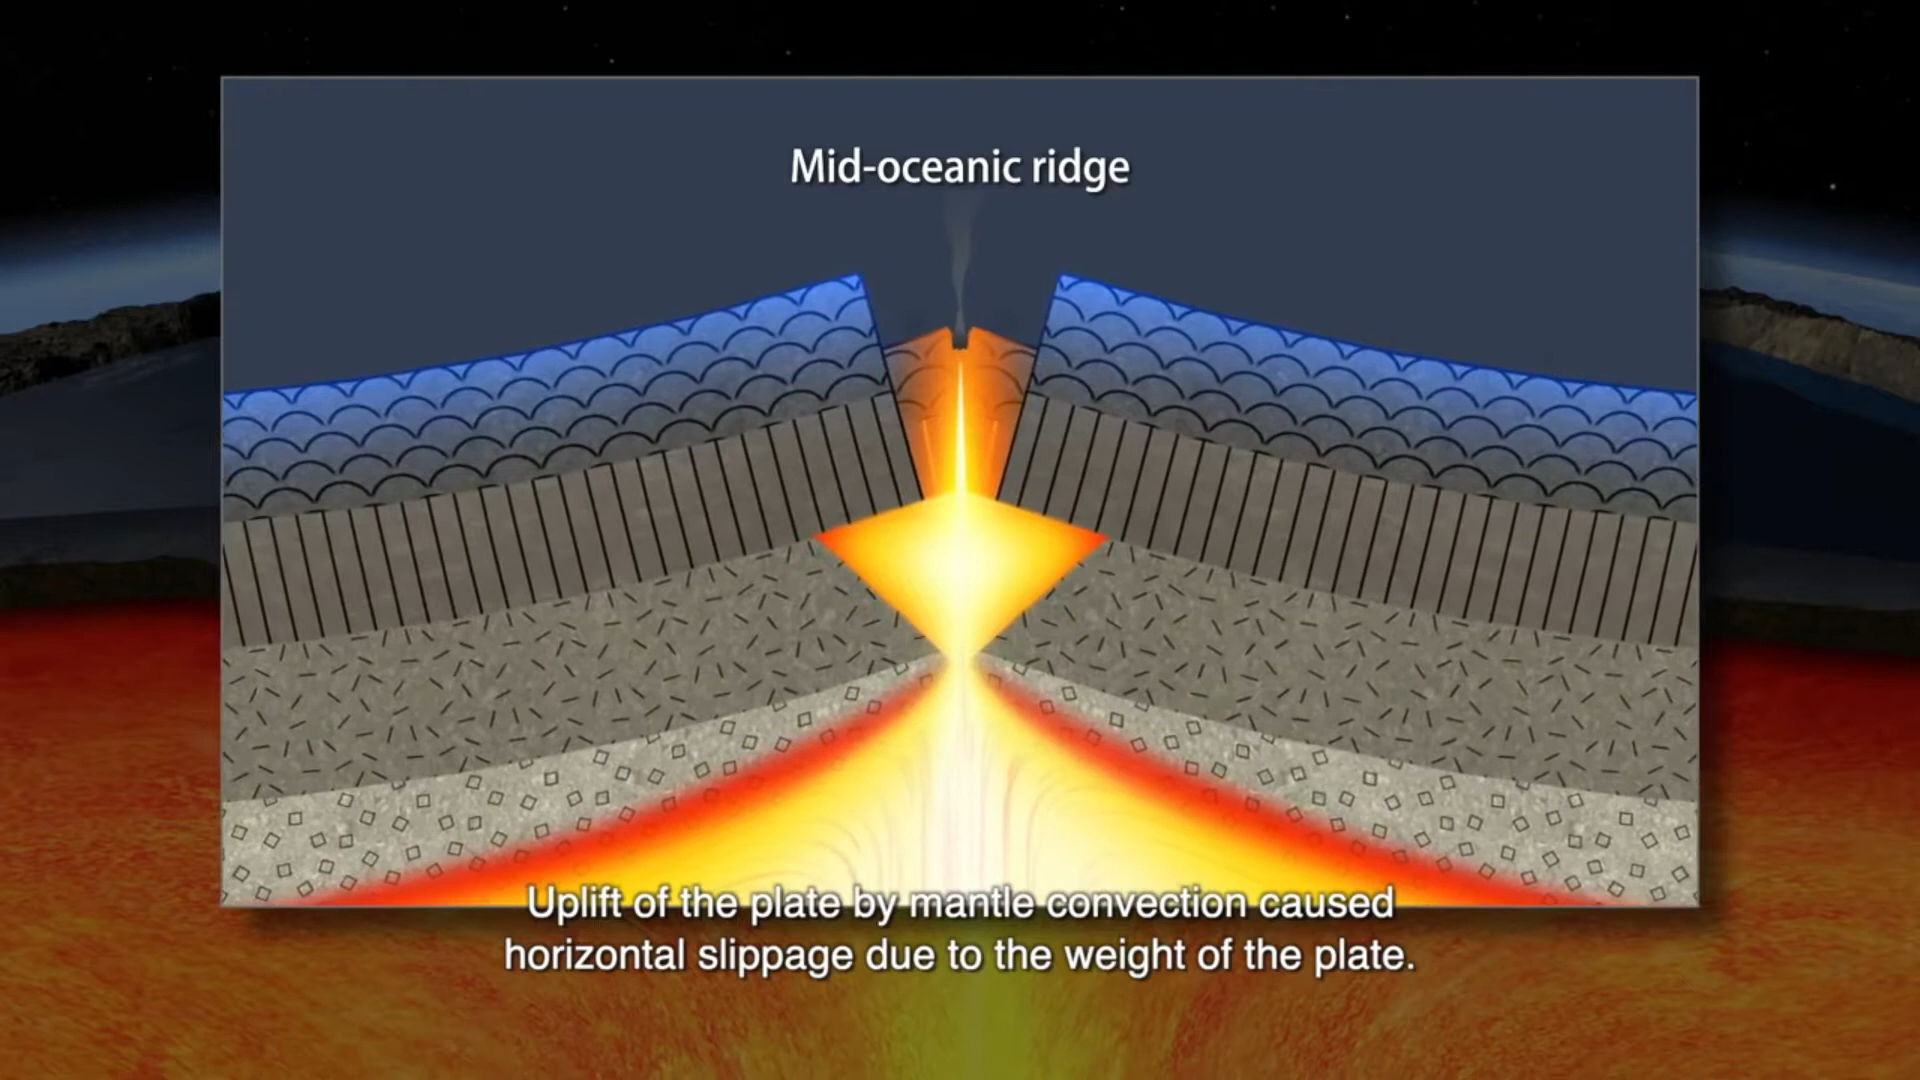 Mid-oceanic ridge
Uplift of the plate by mantle convection caused
horizontal slippage due to the weight of the plate.